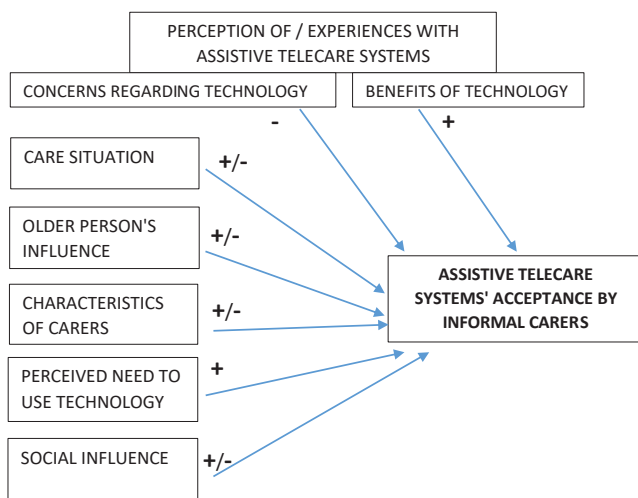 PERCEPTION OF / EXPERIENCES WITH
ASSISTIVE TELECARE SYSTEMS
CONCERNS REGARDING TECHNOLOGY
BENEFITS OF TECHNOLOGY
-
+
CARE SITUATION
+/-
OLDER PERSON'S
INFLUENCE
+/-
ASSISTIVE TELECARE
SYSTEMS' ACCEPTANCE BY
INFORMAL CARERS
CHARACTERISTICS
OF CARERS
+/-
PERCEIVED NEED TO
USE TECHNOLOGY
+
SOCIAL INFLUENCE
+/-